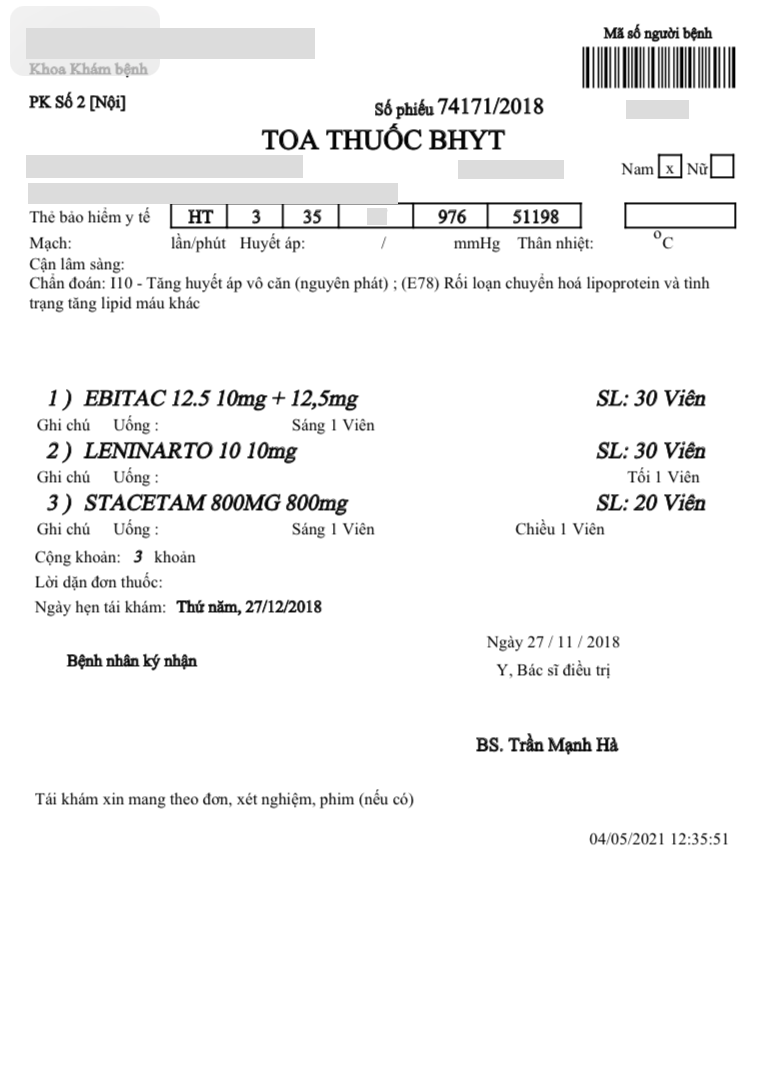 Mã số người bệnh
Khoa Khám bệnh
PK Số 2 [Nội]
Số phiếu 74171/2018
TOA THUỐC BHYT
Nam x Nữ
Thẻ bảo hiểm y tế HT 3 35 976 51198
Mạch: lần/phút Huyết áp: / mmHg Thân nhiệt: °C
Cận lâm sàng:
Chẩn đoán: I10 - Tăng huyết áp vô căn (nguyên phát) ; (E78) Rối loạn chuyển hoá lipoprotein và tình
trạng tăng lipid máu khác
1 ) EBITAC 12.5 10mg + 12,5mg SL: 30 Viên
Ghi chú Uống : Sáng 1 Viên
2 ) LENINARTO 10 10mg SL: 30 Viên
Ghi chú Uống : Tối 1 Viên
3 ) STACETAM 800MG 800mg SL: 20 Viên
Ghi chú Uống : Sáng 1 Viên Chiều 1 Viên
Cộng khoản: 3 khoản
Lời dặn đơn thuốc:
Ngày hẹn tái khám: Thứ năm, 27/12/2018
Ngày 27 / 11 / 2018
Bệnh nhân ký nhận
Y, Bác sĩ điều trị
BS. Trần Mạnh Hà
Tái khám xin mang theo đơn, xét nghiệm, phim (nếu có)
04/05/2021 12:35:51